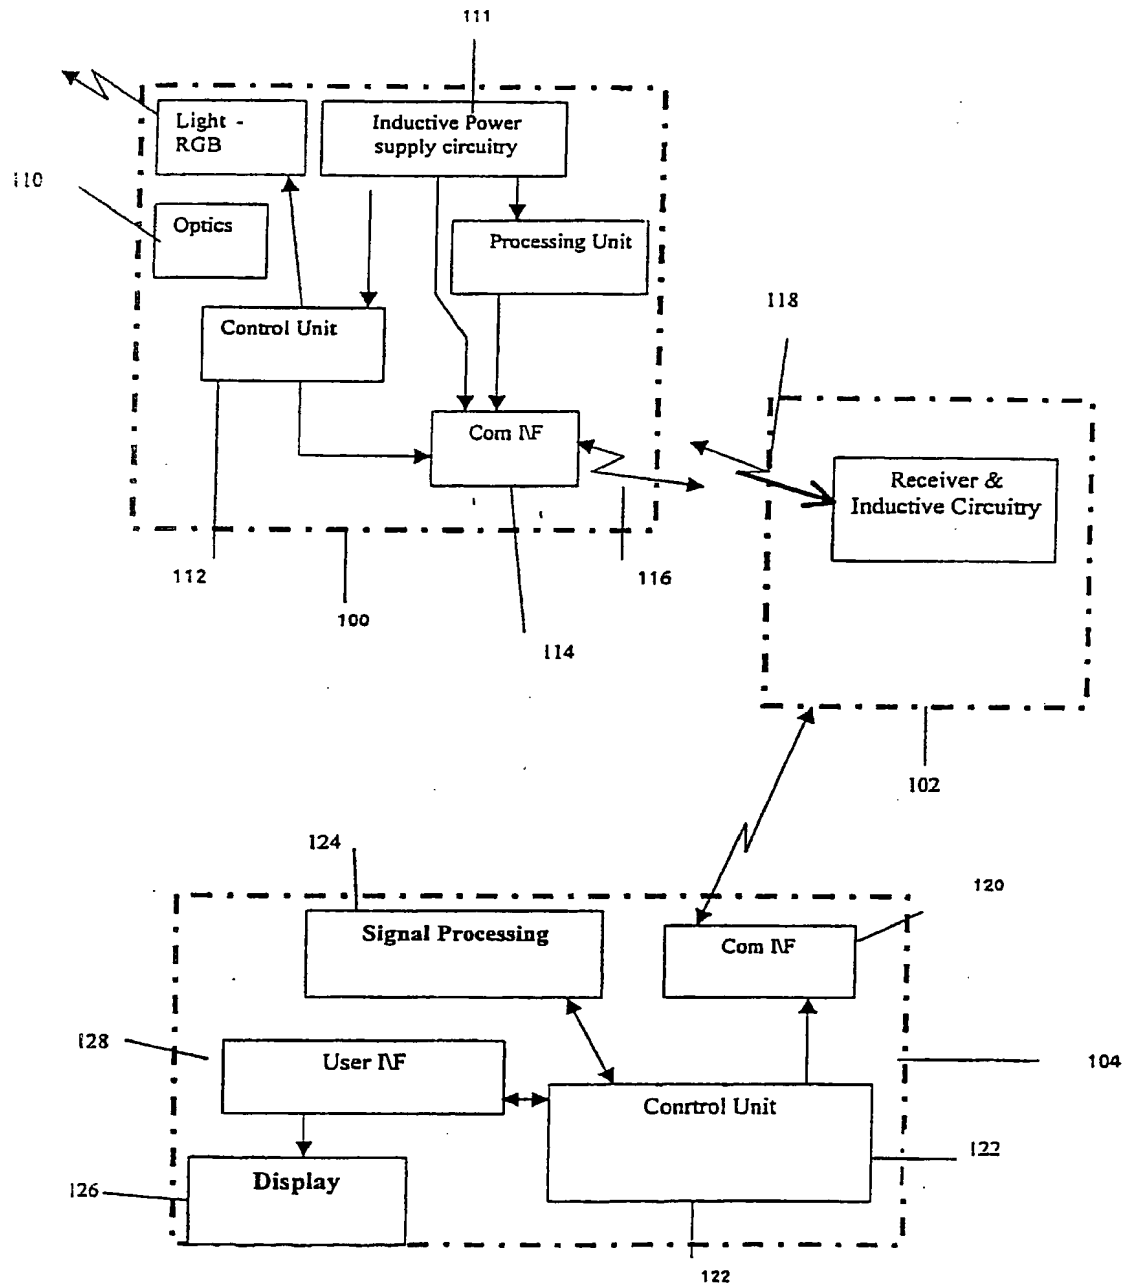 111
Light -
RGB
Inductive Power
supply circuitry
110
Optics
Processing Unit
118
Control Unit
Com I\F
Receiver &
Inductive Circuitry
112
116
100
114
102
124
120
Signal Processing
Com I\F
128
User I\F
104
Conrtrol Unit
122
126
Display
122